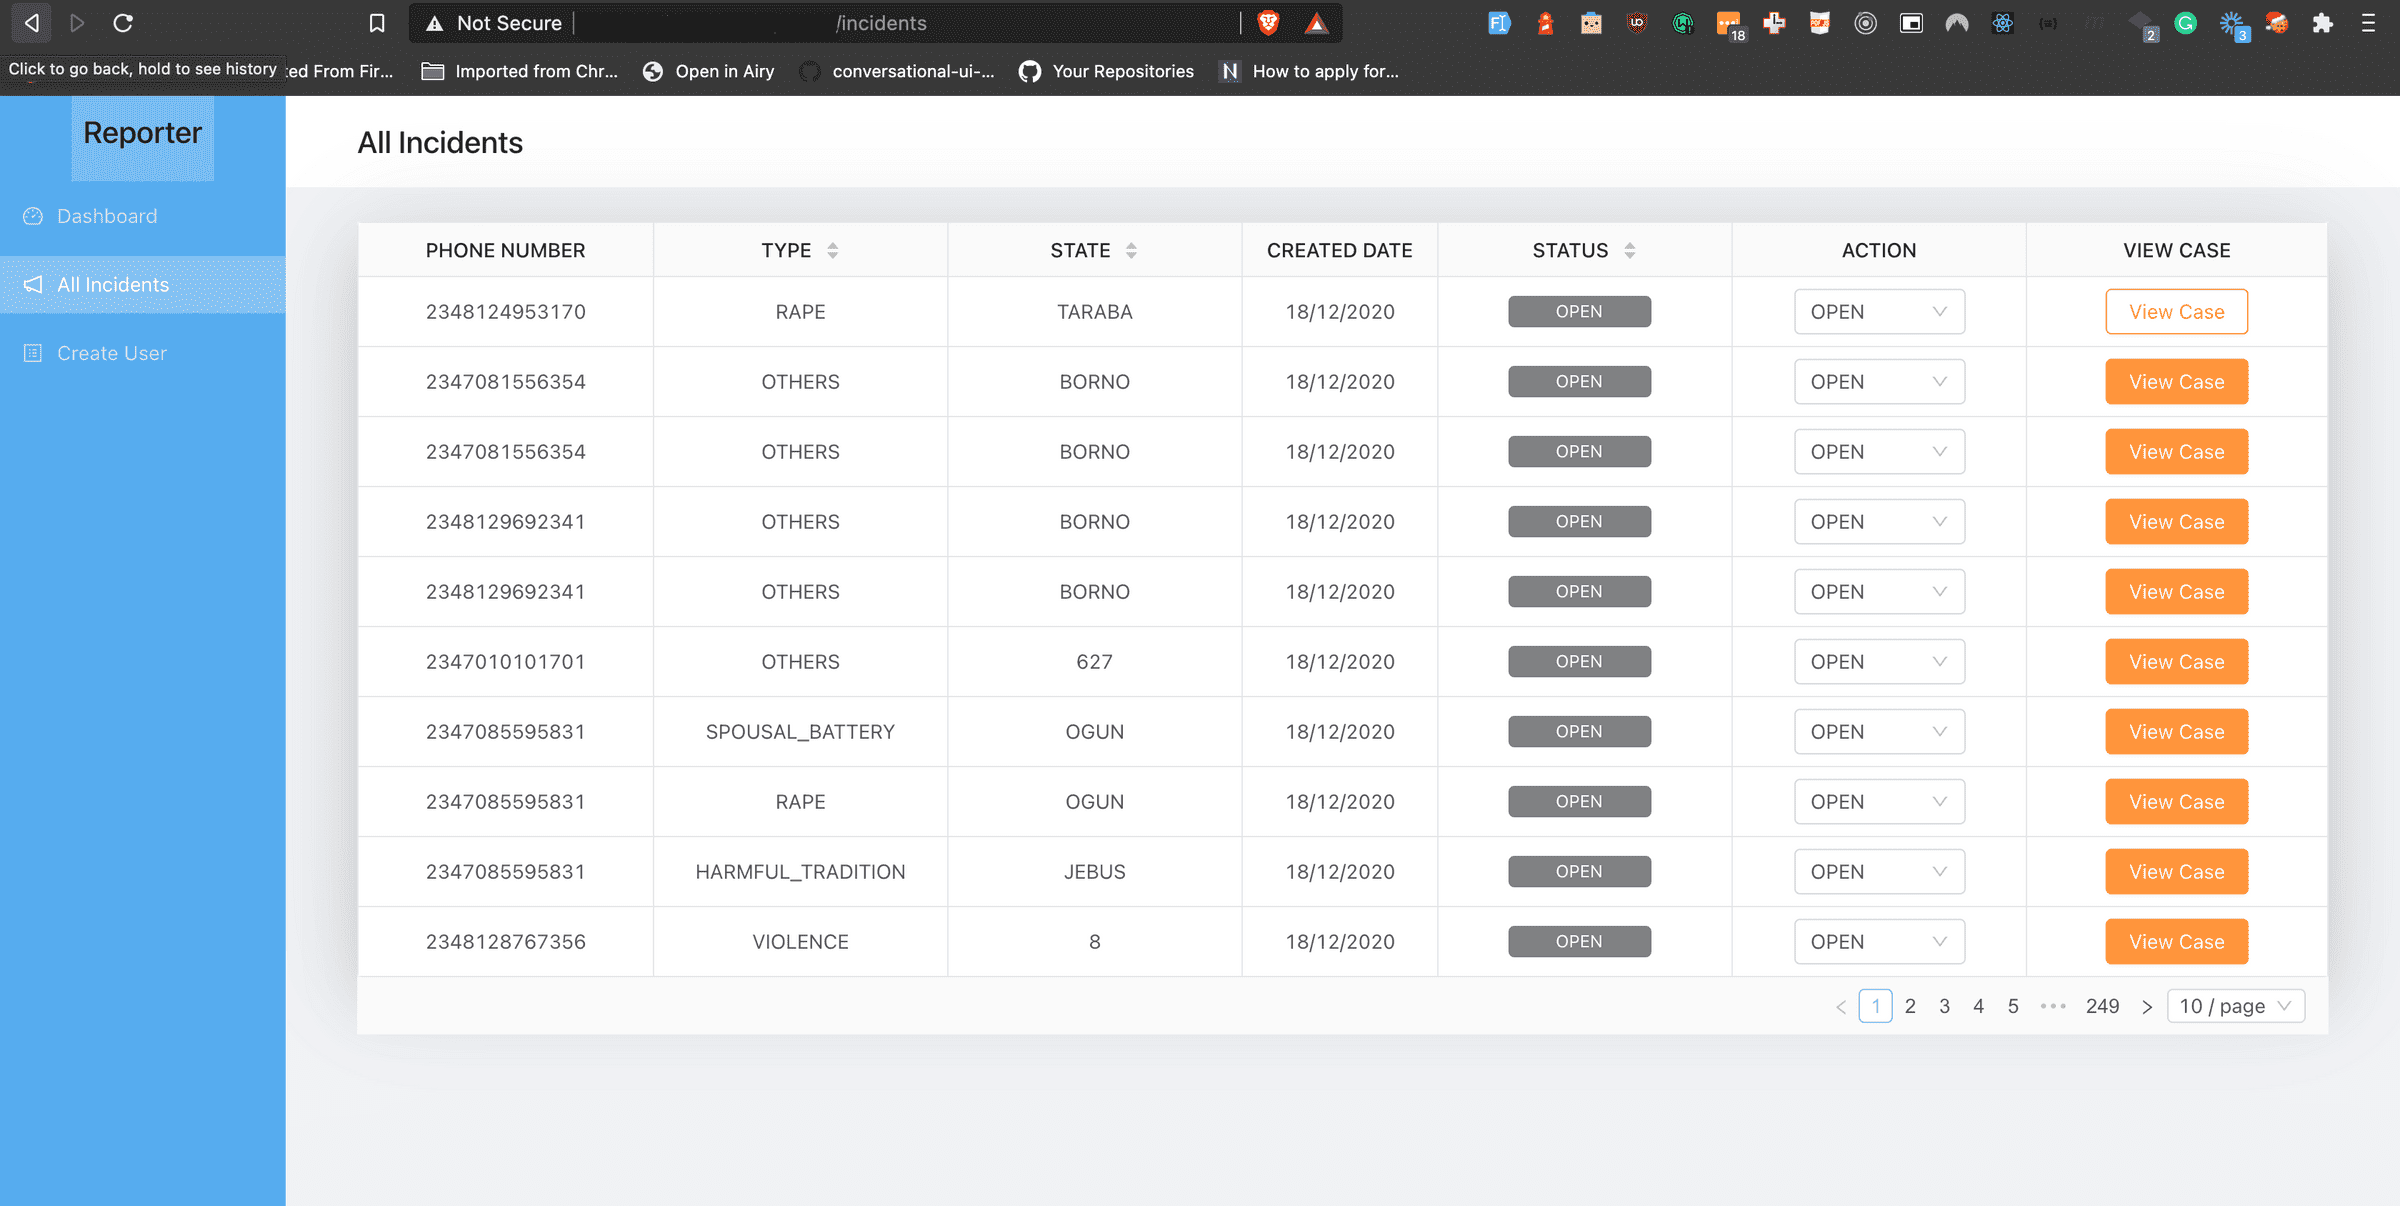 Not Secure /incidents
18 2 3
Click to go back, hold to see history ted From Fir... Imported from Chr... Open in Airy conversational-ui-... Your Repositories How to apply for...
Reporter
Dashboard
All Incidents
Create User
All Incidents
PHONE NUMBER TYPE STATE CREATED DATE STATUS ACTION VIEW CASE
2348124953170 RAPE TARABA 18/12/2020 OPEN OPEN View Case
2347081556354 OTHERS BORNO 18/12/2020 OPEN OPEN View Case
2347081556354 OTHERS BORNO 18/12/2020 OPEN OPEN View Case
2348129692341 OTHERS BORNO 18/12/2020 OPEN OPEN View Case
2348129692341 OTHERS BORNO 18/12/2020 OPEN OPEN View Case
2347010101701 OTHERS 627 18/12/2020 OPEN OPEN View Case
2347085595831 SPOUSAL_BATTERY OGUN 18/12/2020 OPEN OPEN View Case
2347085595831 RAPE OGUN 18/12/2020 OPEN OPEN View Case
2347085595831 HARMFUL_TRADITION JEBUS 18/12/2020 OPEN OPEN View Case
2348128767356 VIOLENCE 8 18/12/2020 OPEN OPEN View Case
< 1 2 3 4 5 ••• 249 > 10 / page